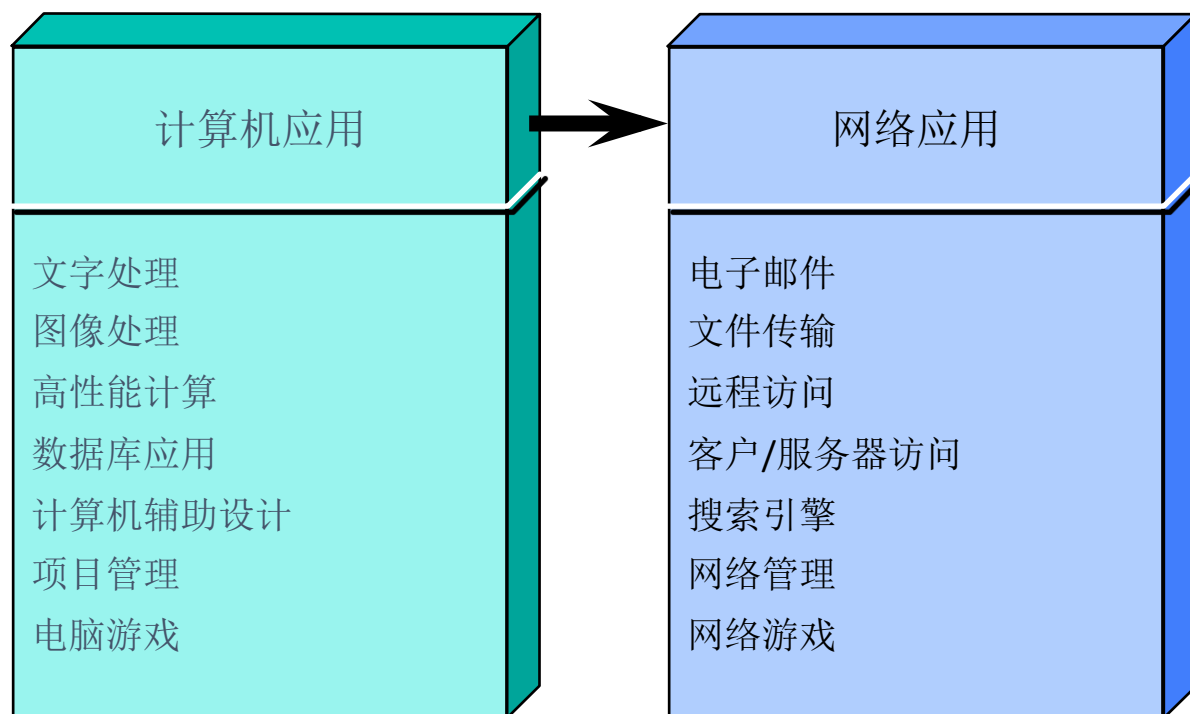 计算机应用
文字处理
图像处理
高性能计算
数据库应用
计算机辅助设计
项目管理
电脑游戏
网络应用
电子邮件
文件传输
远程访问
客户/服务器访问
搜索引擎
网络管理
网络游戏